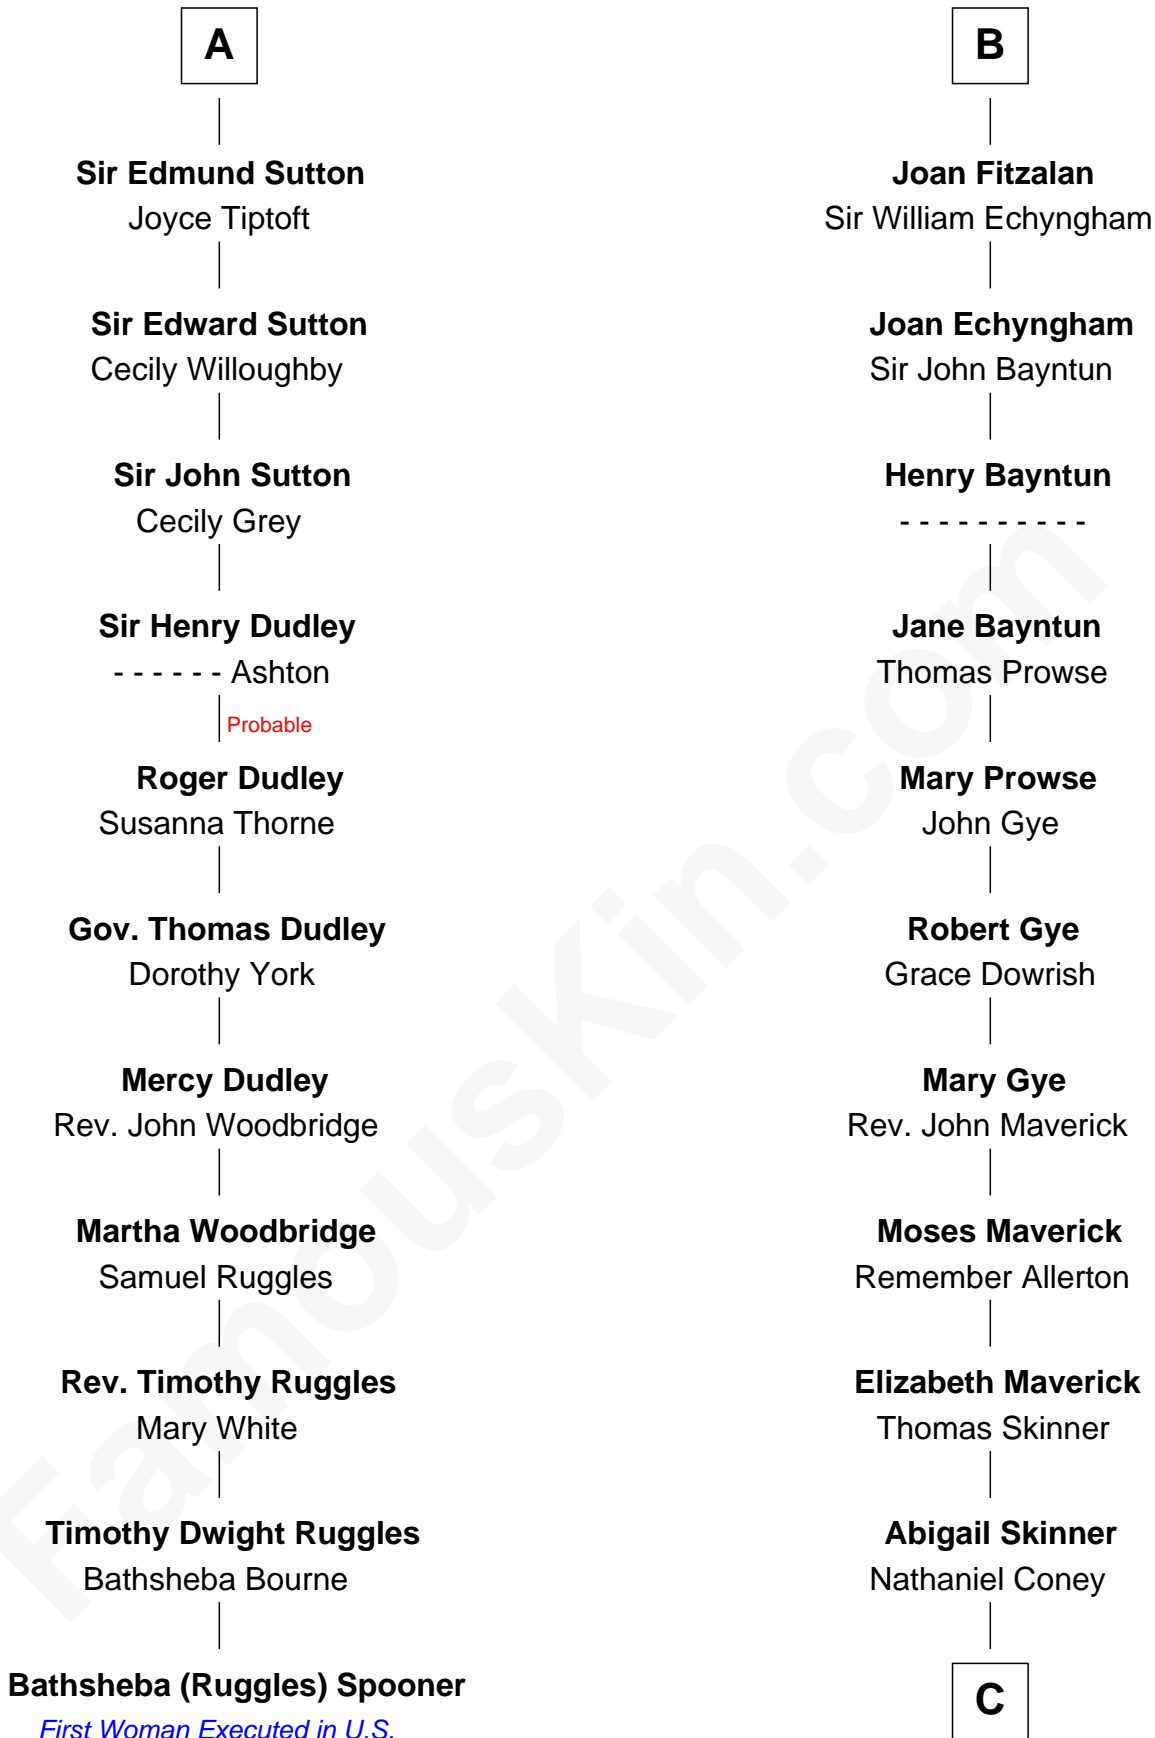 A
Sir Edmund Sutton
Joyce Tiptoft
Sir Edward Sutton
Cecily Willoughby
Sir John Sutton
Cecily Grey
Sir Henry Dudley
- - - - - - Ashton
Probable
Roger Dudley
Susanna Thorne
Gov. Thomas Dudley
Dorothy York
Mercy Dudley
Rev. John Woodbridge
Martha Woodbridge
Samuel Ruggles
Rev. Timothy Ruggles
Mary White
Timothy Dwight Ruggles
Bathsheba Bourne
Bathsheba (Ruggles) Spooner
First Woman Executed in U.S.
B
Joan Fitzalan
Sir William Echyngham
Joan Echyngham
Sir John Bayntun
Henry Bayntun
- - - - - - - - - -
Jane Bayntun
Thomas Prowse
Mary Prowse
John Gye
Robert Gye
Grace Dowrish
Mary Gye
Rev. John Maverick
Moses Maverick
Remember Allerton
Elizabeth Maverick
Thomas Skinner
Abigail Skinner
Nathaniel Coney
C
FamousKin.com